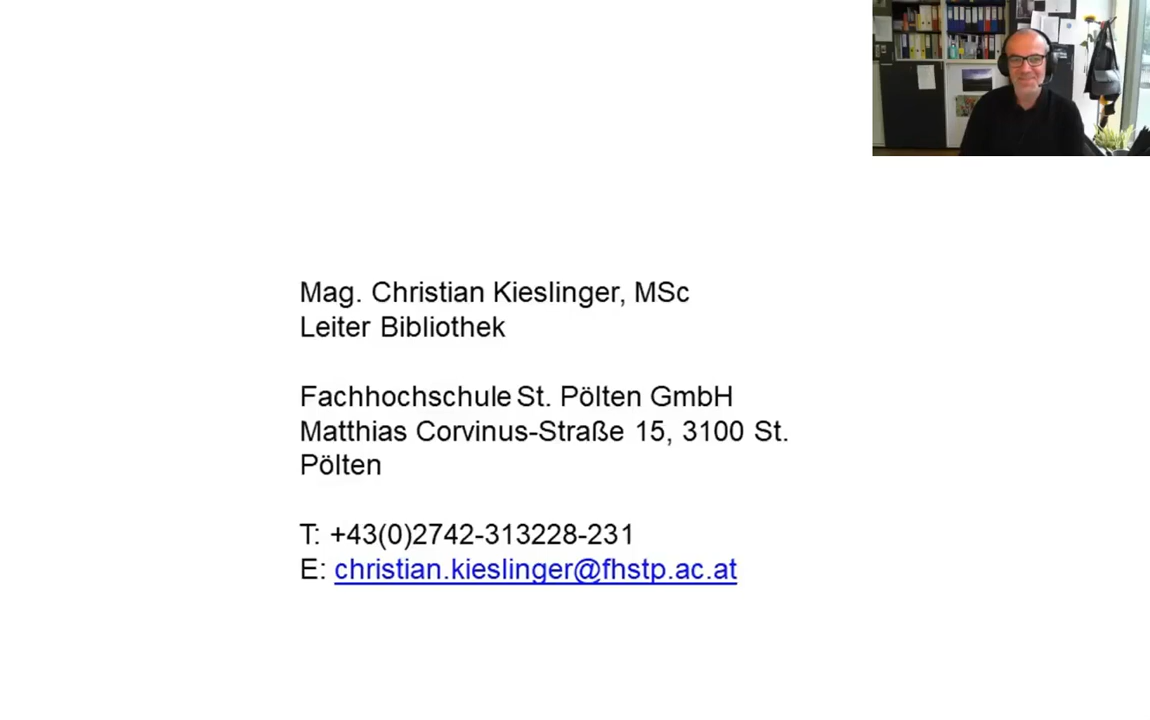 Mag. Christian Kieslinger, MSc
Leiter Bibliothek
Fachhochschule St. Pölten GmbH
Matthias Corvinus-Straße 15, 3100 St.
Pölten
T: +43(0)2742-313228-231
E: christian.kieslinger@fhstp.ac.at